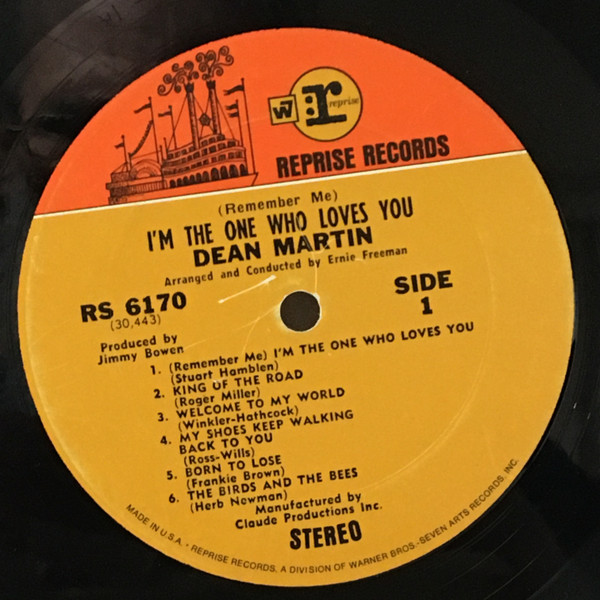 W7 r reprise
REPRISE RECORDS
(Remember Me)
I'M THE ONE WHO LOVES YOU
DEAN MARTIN
Arranged and Conducted by Ernie Freeman
RS 6170
(30,443)
SIDE
1
Produced by
Jimmy Bowen
1. (Remember Me) I'M THE ONE WHO LOVES YOU
(Stuart Hamblen)
2. KING OF THE ROAD
(Roger Miller)
3. WELCOME TO MY WORLD
(Winkler-Hathcock)
4. MY SHOES KEEP WALKING
BACK TO YOU
(Ross-Wills)
5. BORN TO LOSE
(Frankie Brown)
6. THE BIRDS AND THE BEES
(Herb Newman)
Manufactured by
Claude Productions Inc.
STEREO
MADE IN U.S.A. • REPRISE RECORDS, A DIVISION OF WARNER BROS.-SEVEN ARTS RECORDS, INC.